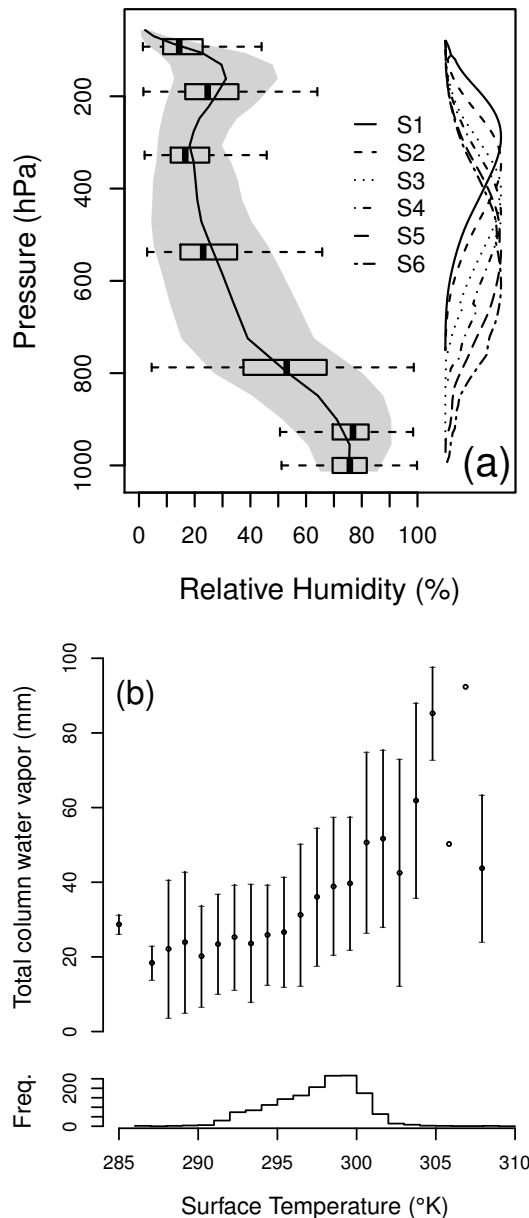 200
400
600
800
1000
Pressure (hPa)
S1
S2
S3
S4
S5
S6
(a)
0 20 40 60 80 100
Relative Humidity (%)
(b)
0 20 40 60 80 100
Total column water vapor (mm)
0 200
Freq.
285 290 295 300 305 310
Surface Temperature (°K)